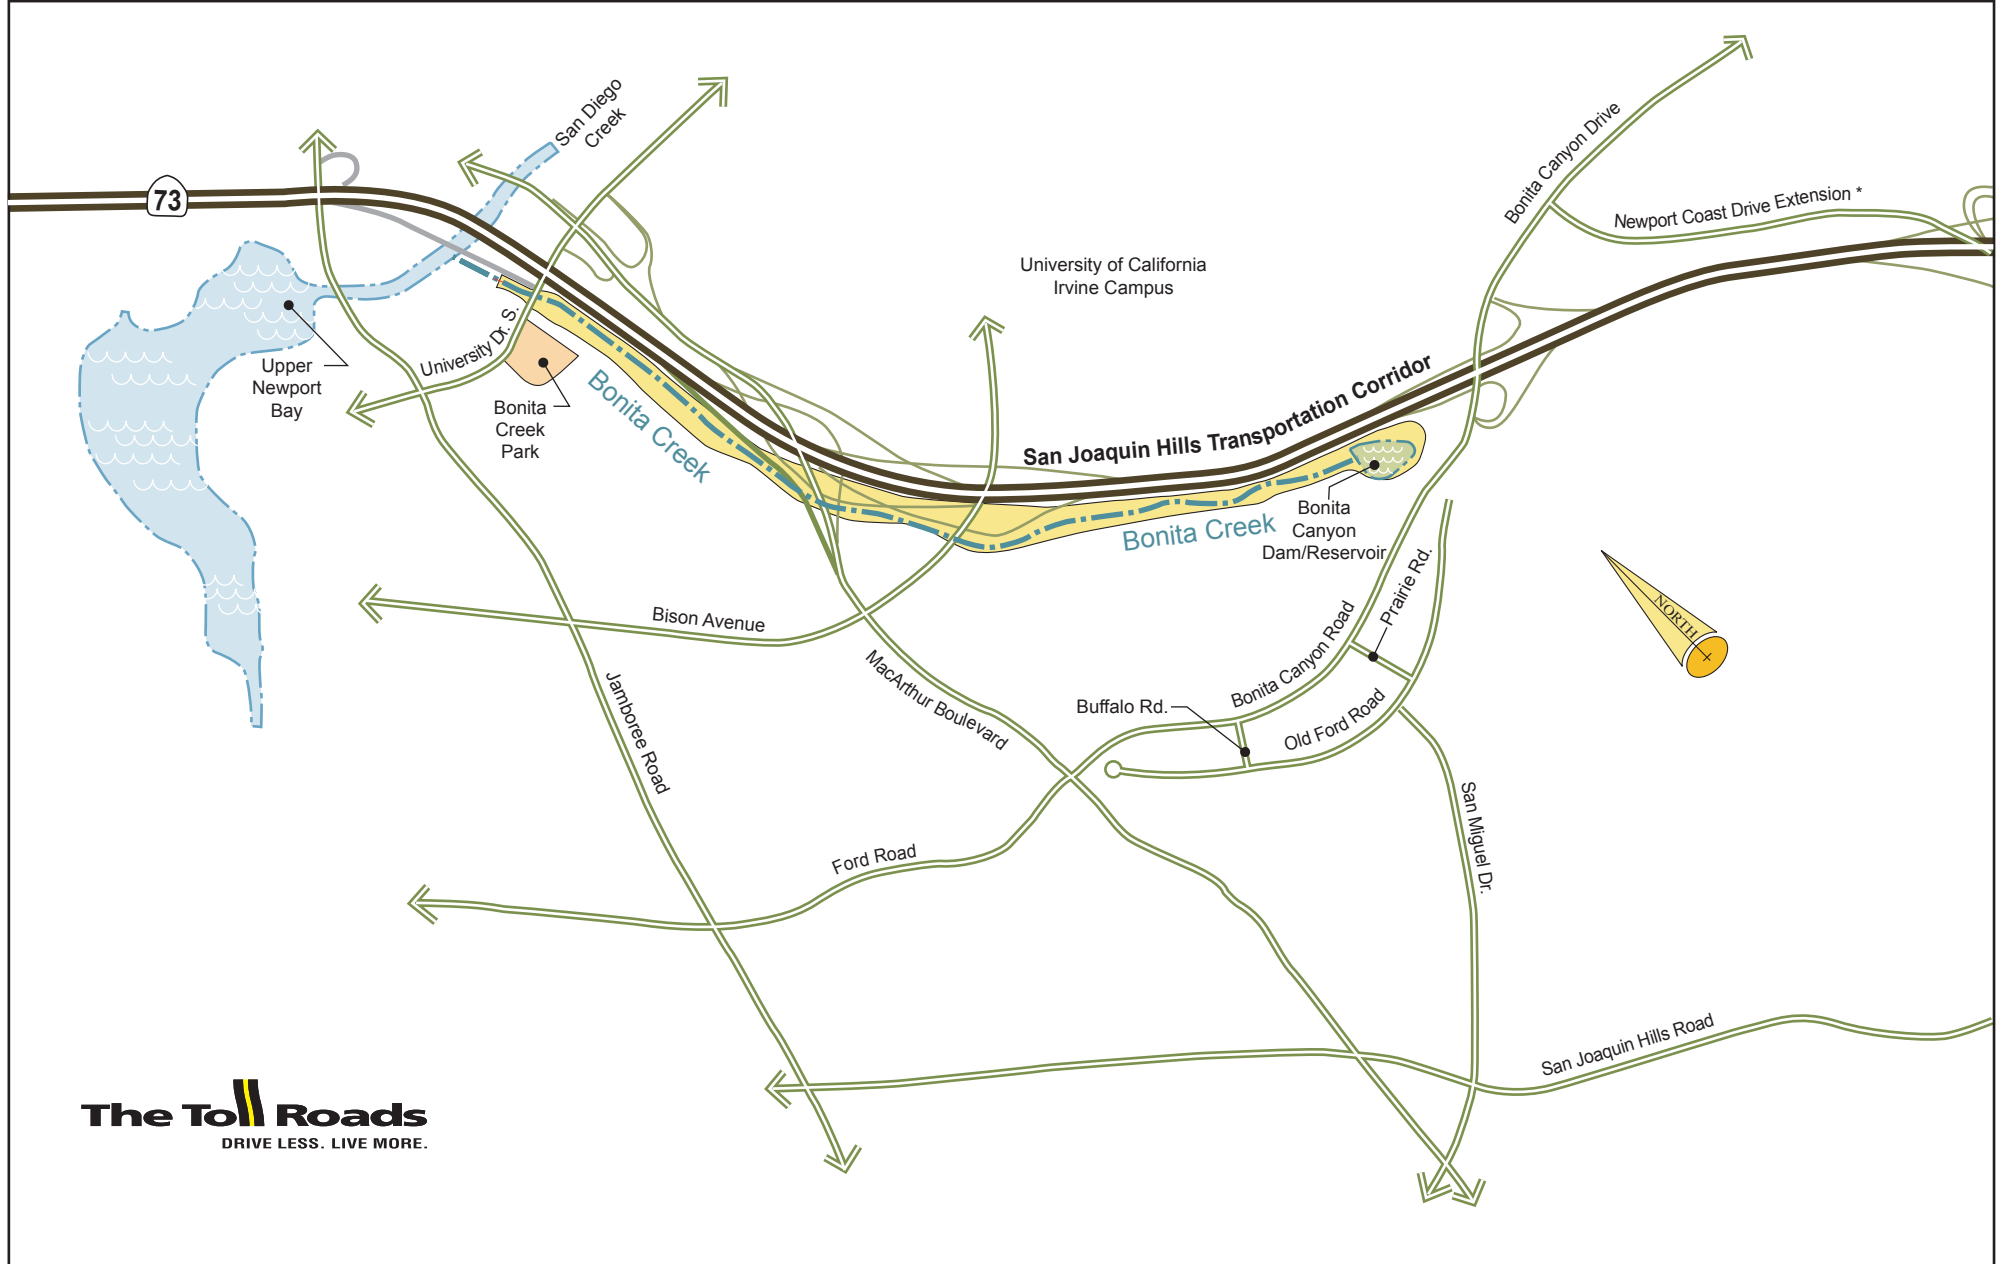 San Diego
Creek
73
Bonita Canyon Drive
Newport Coast Drive Extension *
University of California
Irvine Campus
Upper
Newport
Bay
University Dr. S.
Bonita
Creek
Park
Bonita Creek
San Joaquin Hills Transportation Corridor
Bonita Creek
Bonita
Canyon
Dam/Reservoir
Prairie Rd.
NORTH
Bison Avenue
MacArthur Boulevard
Jamboree Road
Bonita Canyon Road
Buffalo Rd.
Old Ford Road
San Miguel Dr.
Ford Road
San Joaquin Hills Road
The Toll Roads
DRIVE LESS. LIVE MORE.